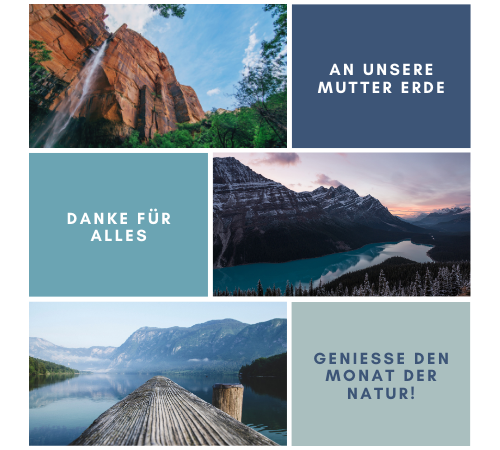 AN UNSERE
MUTTER ERDE
DANKE FÜR
ALLES
GENIESSE DEN
MONAT DER
NATUR!